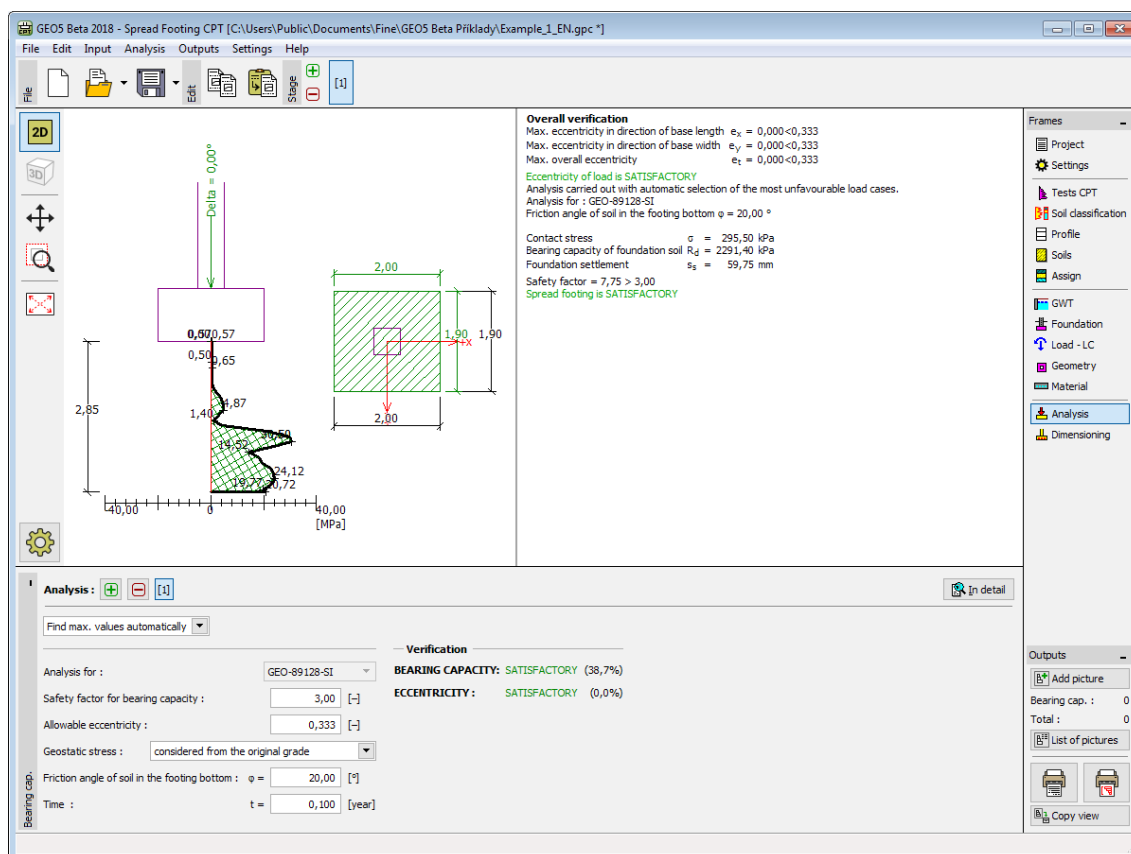 GEO5 Beta 2018 - Spread Footing CPT [C:\Users\Public\Documents\Fine\GEO5 Beta Příklady\Example_1_EN.gpc *]
File Edit Input Analysis Outputs Settings Help
File
Edit
Stage
[1]
2D
3D
Delta = 0,00°
0,57
0,50
0,65
4,87
1,40
30,59
14,52
24,12
19,77
20,72
2,85
-40,00
0
40,00
[MPa]
2,00
1,90
1,90
+x
2,00
Overall verification
Max. eccentricity in direction of base length ex = 0,000<0,333
Max. eccentricity in direction of base width ey = 0,000<0,333
Max. overall eccentricity et = 0,000<0,333
Eccentricity of load is SATISFACTORY
Analysis carried out with automatic selection of the most unfavourable load cases.
Analysis for : GEO-89128-SI
Friction angle of soil in the footing bottom φ = 20,00 °
Contact stress σ = 295,50 kPa
Bearing capacity of foundation soil Rd = 2291,40 kPa
Foundation settlement ss = 59,75 mm
Safety factor = 7,75 > 3,00
Spread footing is SATISFACTORY
Frames
Project
Settings
Tests CPT
Soil classification
Profile
Soils
Assign
GWT
Foundation
Load - LC
Geometry
Material
Analysis
Dimensioning
Analysis : [1]
In detail
Find max. values automatically
Analysis for : GEO-89128-SI
Safety factor for bearing capacity : 3,00 [–]
Allowable eccentricity : 0,333 [–]
Geostatic stress : considered from the original grade
Friction angle of soil in the footing bottom : φ = 20,00 [°]
Time : t = 0,100 [year]
Verification
BEARING CAPACITY: SATISFACTORY (38,7%)
ECCENTRICITY : SATISFACTORY (0,0%)
Bearing cap.
Outputs
Add picture
Bearing cap. : 0
Total : 0
List of pictures
Copy view